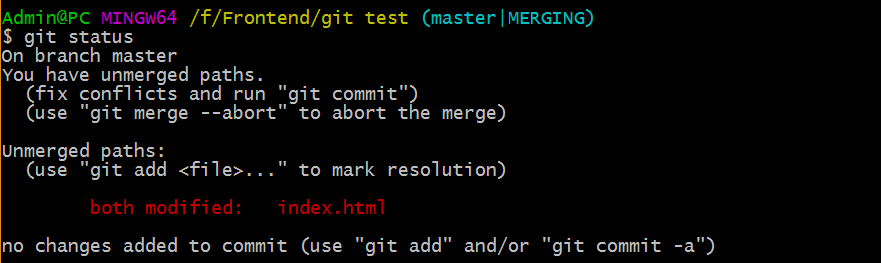 Admin@PC MINGW64 /f/Frontend/git test (master|MERGING)
$ git status
On branch master
You have unmerged paths.
  (fix conflicts and run "git commit")
  (use "git merge --abort" to abort the merge)

Unmerged paths:
  (use "git add <file>..." to mark resolution)

        both modified:   index.html

no changes added to commit (use "git add" and/or "git commit -a")